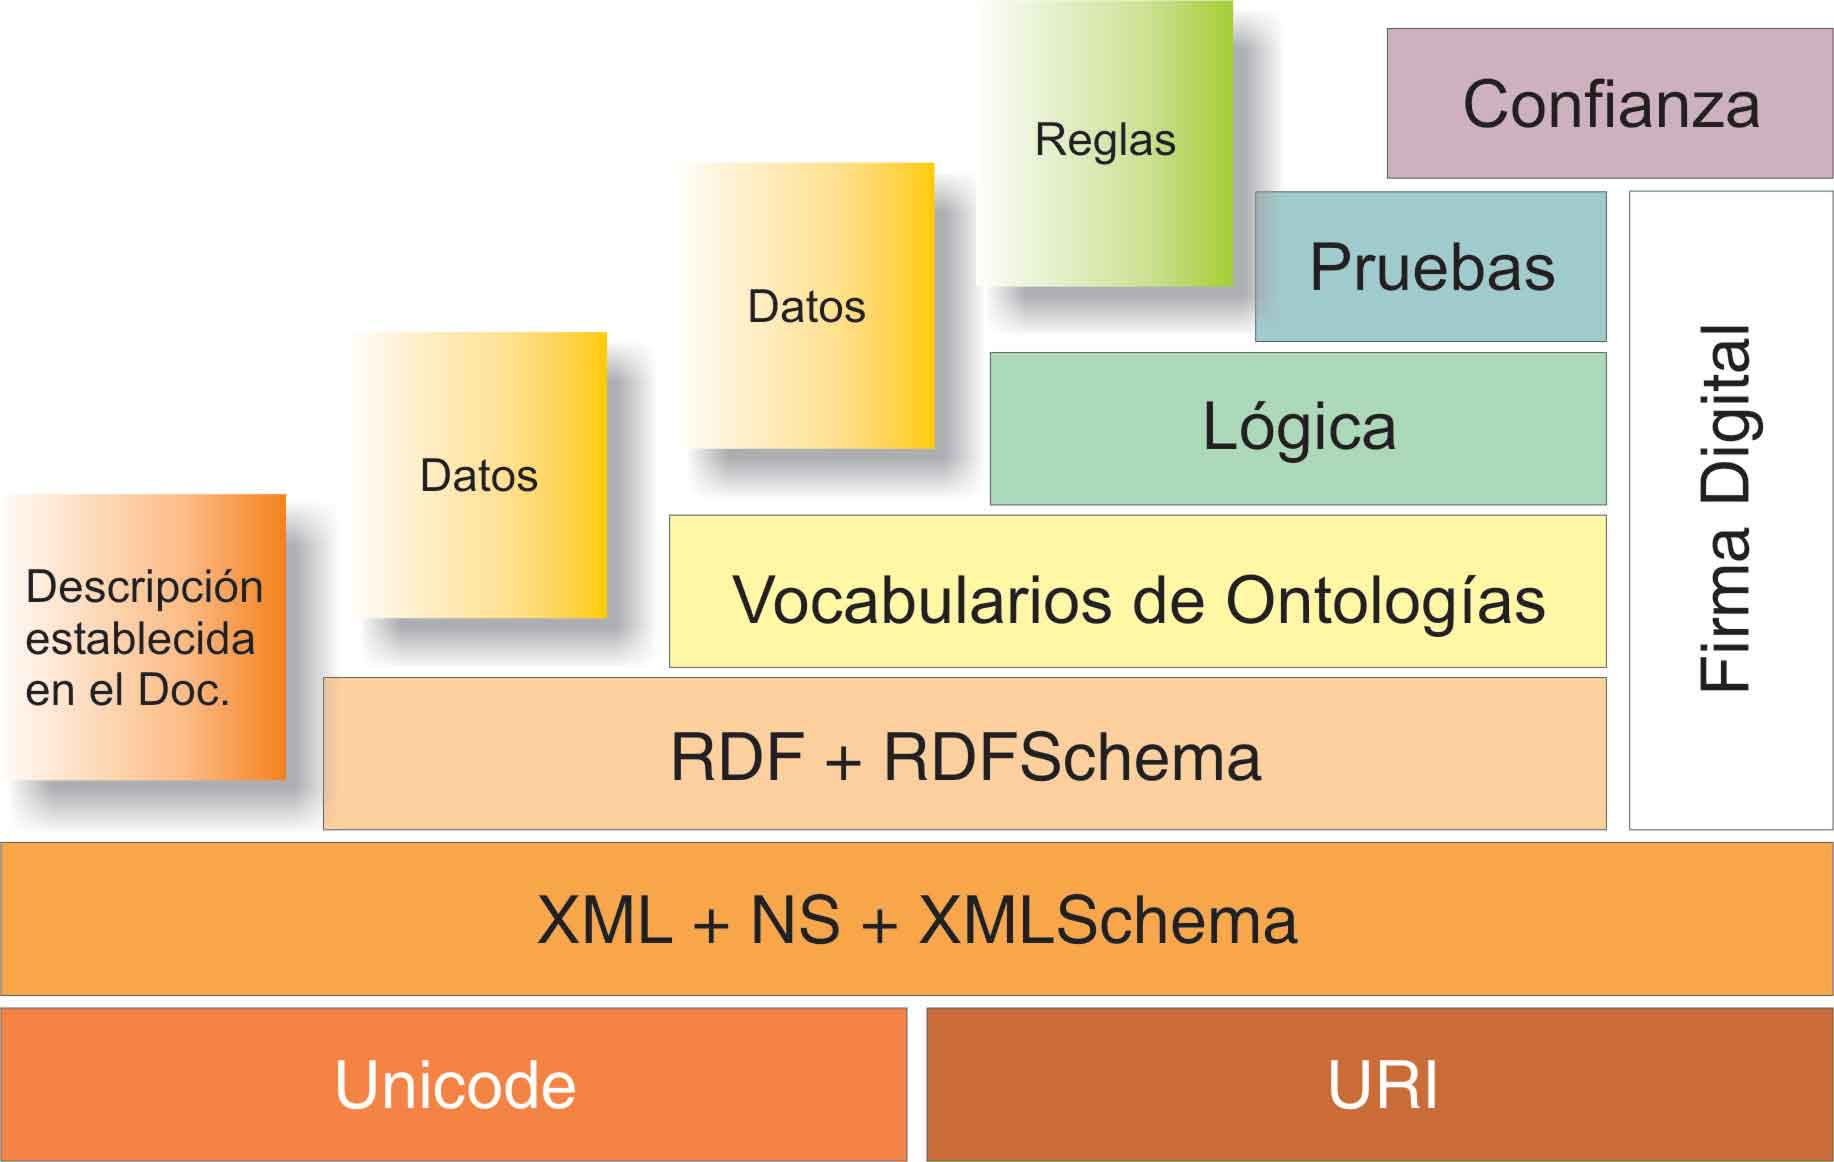 Confianza
Reglas
Pruebas
Datos
Lógica
Datos
Firma Digital
Vocabularios de Ontologías
Descripción
establecida
en el Doc.
RDF + RDFSchema
XML + NS + XMLSchema
Unicode
URI